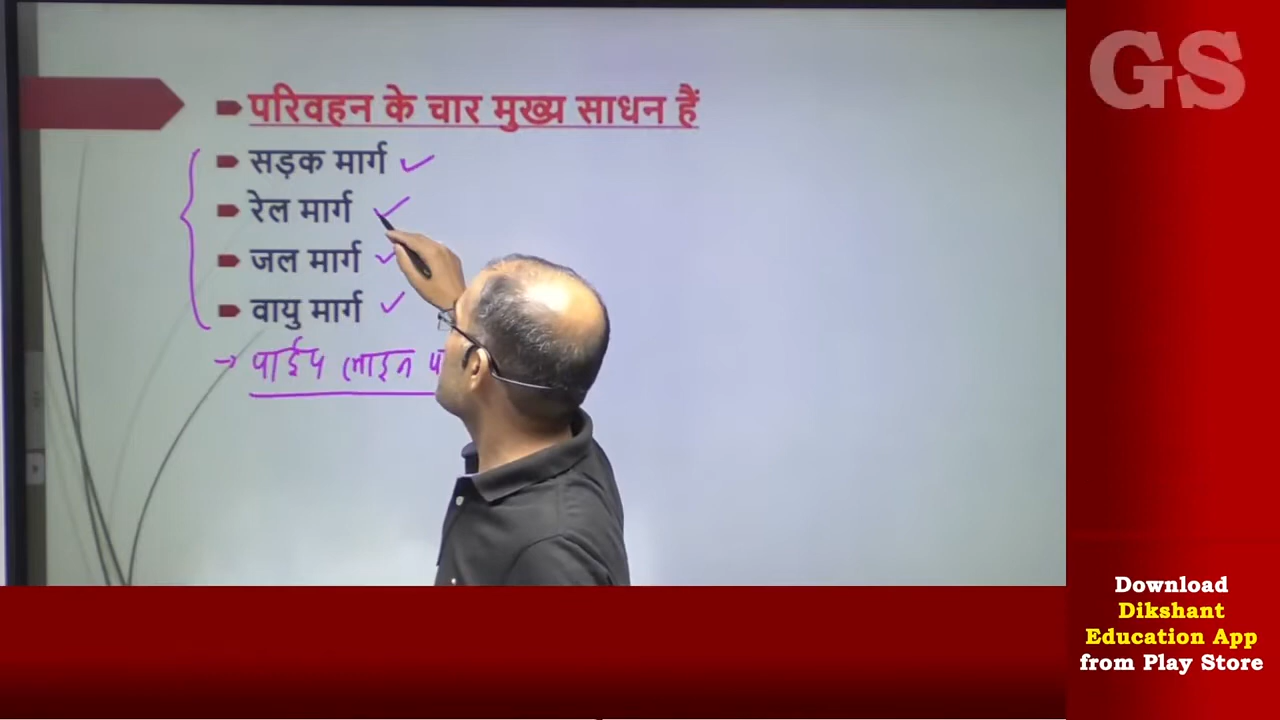 परिवहन के चार मुख्य साधन हैं
सड़क मार्ग
रेल मार्ग
जल मार्ग
वायु मार्ग
→ पाईप लाइन
GS
Download
Dikshant
Education App
from Play Store